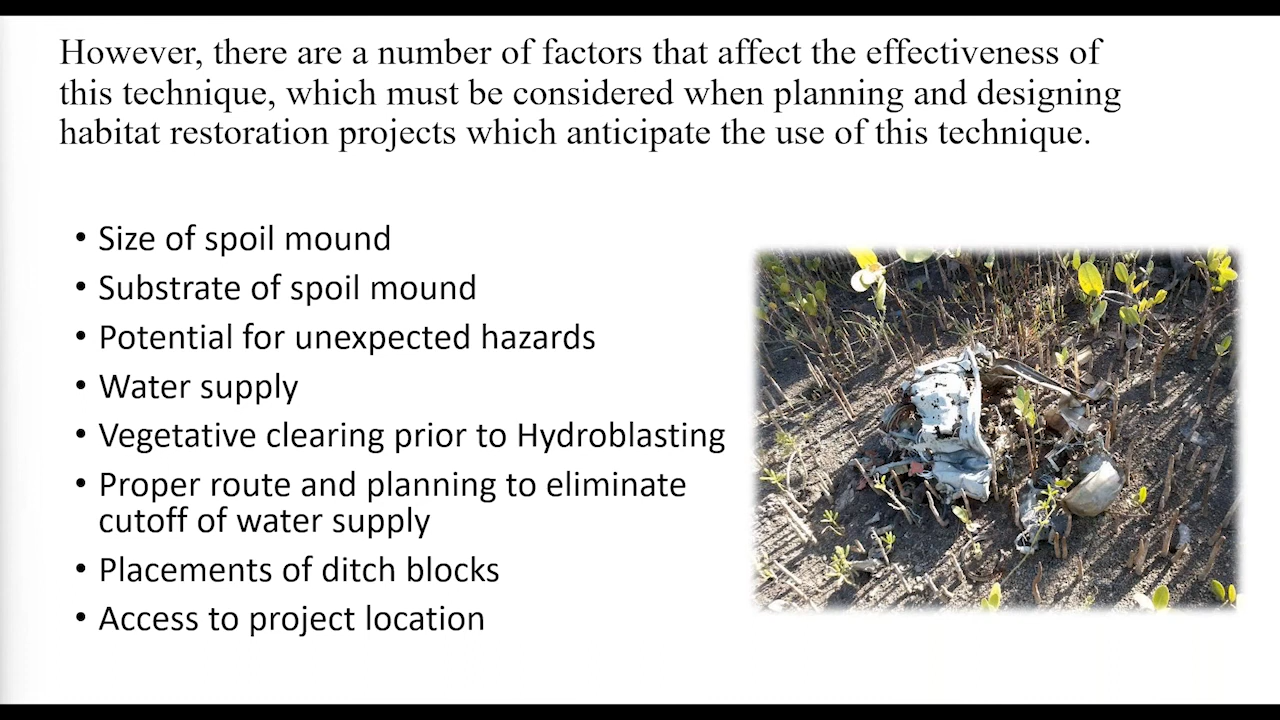 However, there are a number of factors that affect the effectiveness of
this technique, which must be considered when planning and designing
habitat restoration projects which anticipate the use of this technique.
• Size of spoil mound
• Substrate of spoil mound
• Potential for unexpected hazards
• Water supply
• Vegetative clearing prior to Hydroblasting
• Proper route and planning to eliminate
cutoff of water supply
• Placements of ditch blocks
• Access to project location